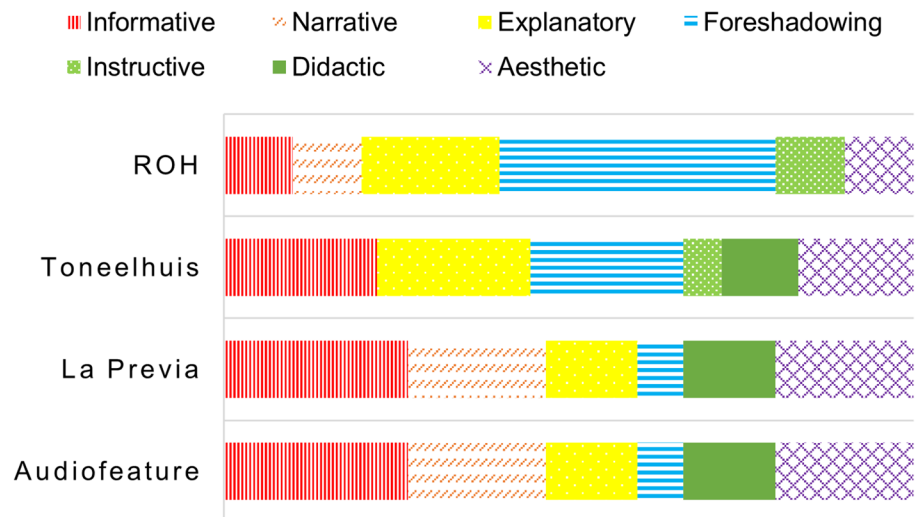 Informative Narrative Explanatory Foreshadowing
Instructive Didactic Aesthetic
ROH
Toneelhuis
La Previa
Audiofeature